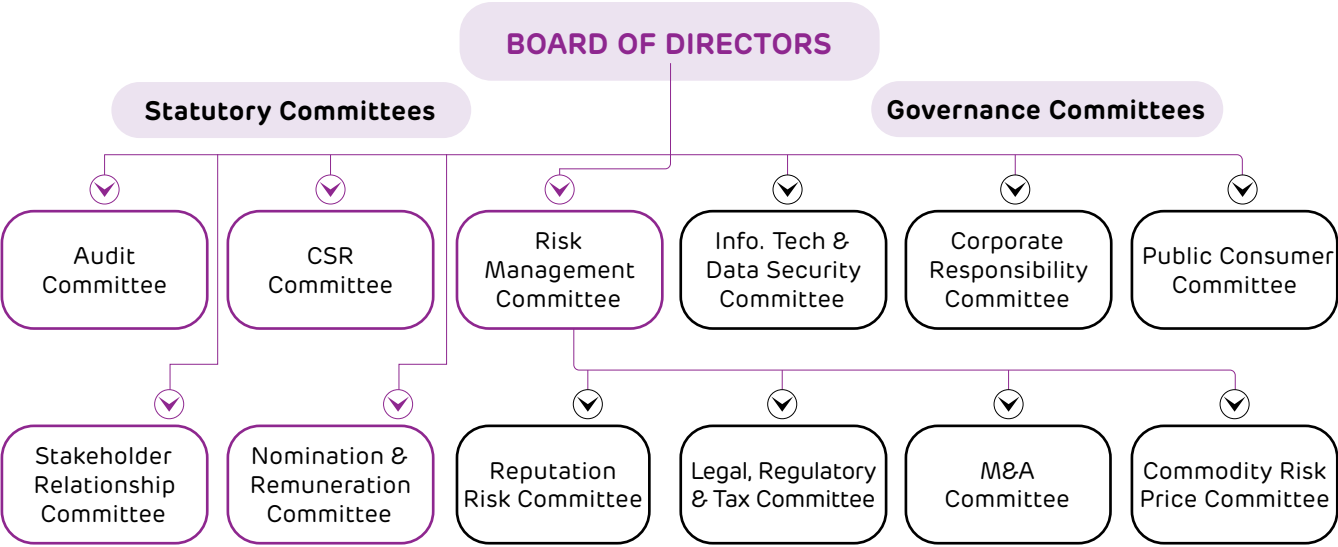 BOARD OF DIRECTORS
Statutory Committees
Governance Committees
Audit
Committee
CSR
Committee
Risk
Management
Committee
Info. Tech &
Data Security
Committee
Corporate
Responsibility
Committee
Public Consumer
Committee
Stakeholder
Relationship
Committee
Nomination &
Remuneration
Committee
Reputation
Risk Committee
Legal, Regulatory
& Tax Committee
M&A
Committee
Commodity Risk
Price Committee